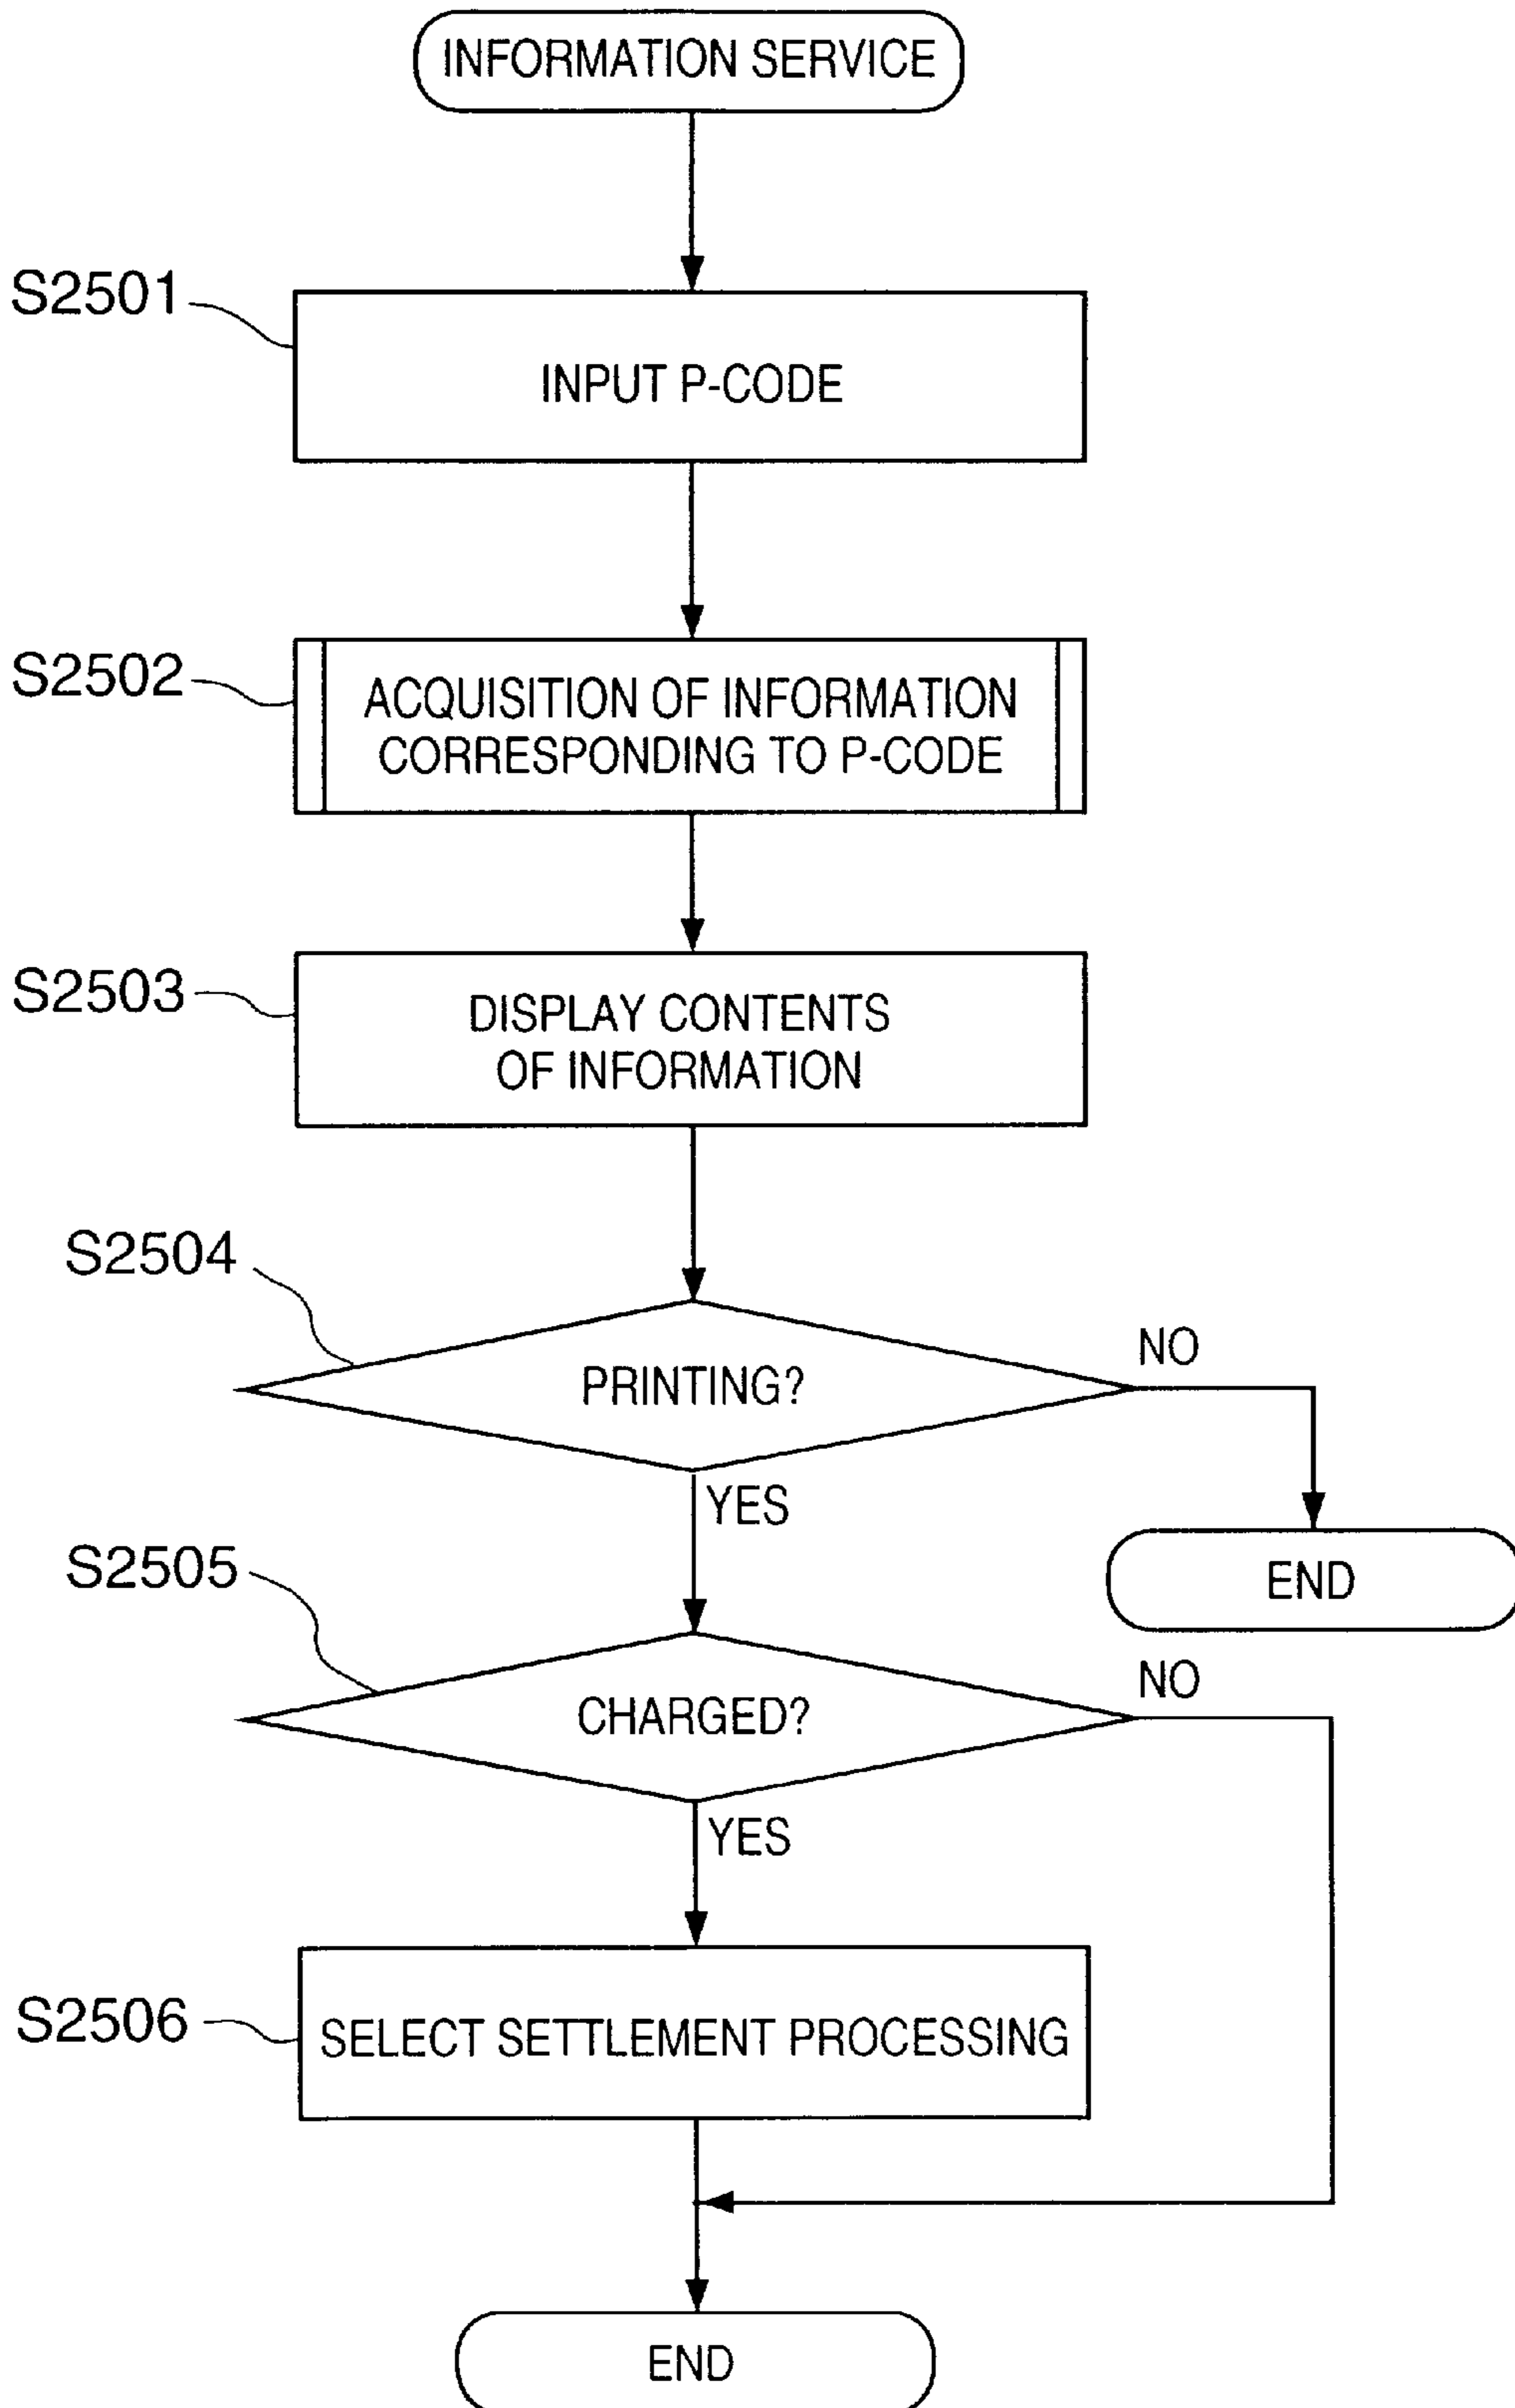 INFORMATION SERVICE
S2501
INPUT P-CODE
S2502
ACQUISITION OF INFORMATION
CORRESPONDING TO P-CODE
S2503
DISPLAY CONTENTS
OF INFORMATION
S2504
PRINTING?
NO
YES
END
S2505
CHARGED?
NO
YES
S2506
SELECT SETTLEMENT PROCESSING
END